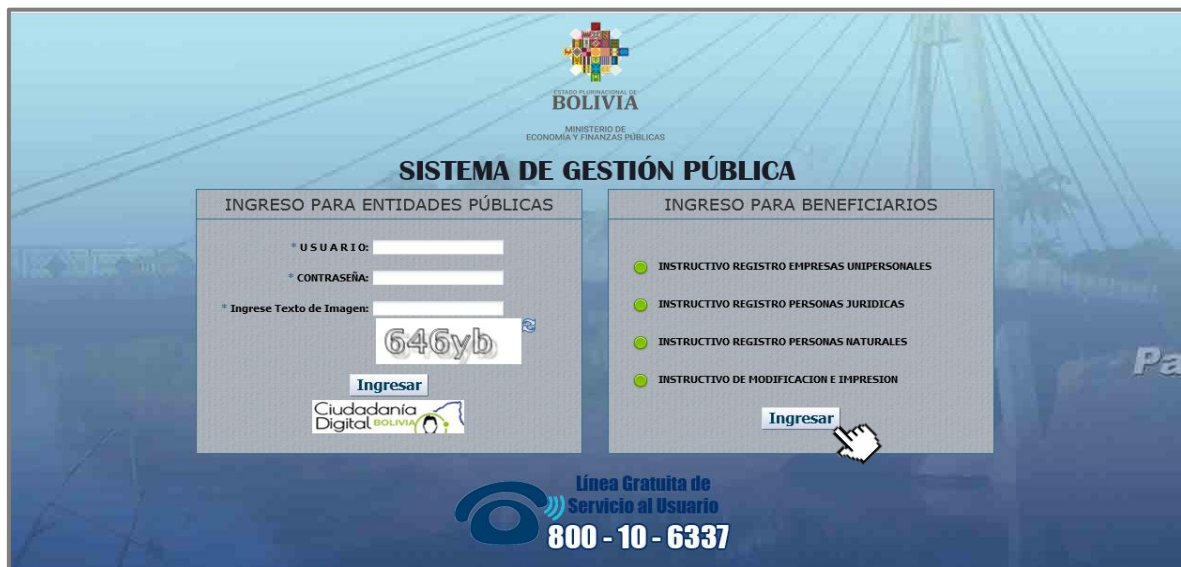 ESTADO PLURINACIONAL DE
BOLIVIA
MINISTERIO DE
ECONOMÍA Y FINANZAS PÚBLICAS
SISTEMA DE GESTIÓN PÚBLICA
INGRESO PARA ENTIDADES PÚBLICAS
* U S U A R I O:
* CONTRASEÑA:
* Ingrese Texto de Imagen:
646yb
Ingresar
Ciudadanía
Digital BOLIVIA
INGRESO PARA BENEFICIARIOS
INSTRUCTIVO REGISTRO EMPRESAS UNIPERSONALES
INSTRUCTIVO REGISTRO PERSONAS JURIDICAS
INSTRUCTIVO REGISTRO PERSONAS NATURALES
INSTRUCTIVO DE MODIFICACION E IMPRESION
Ingresar
Pa
Línea Gratuita de
Servicio al Usuario
800 - 10 - 6337